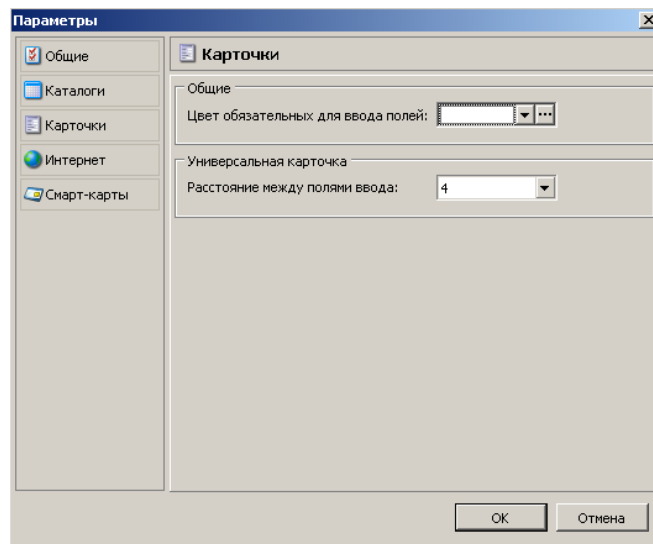 Параметры
Общие
Каталоги
Карточки
Интернет
Смарт-карты
Карточки
Общие
Цвет обязательных для ввода полей:
Универсальная карточка
Расстояние между полями ввода: 4
OK Отмена